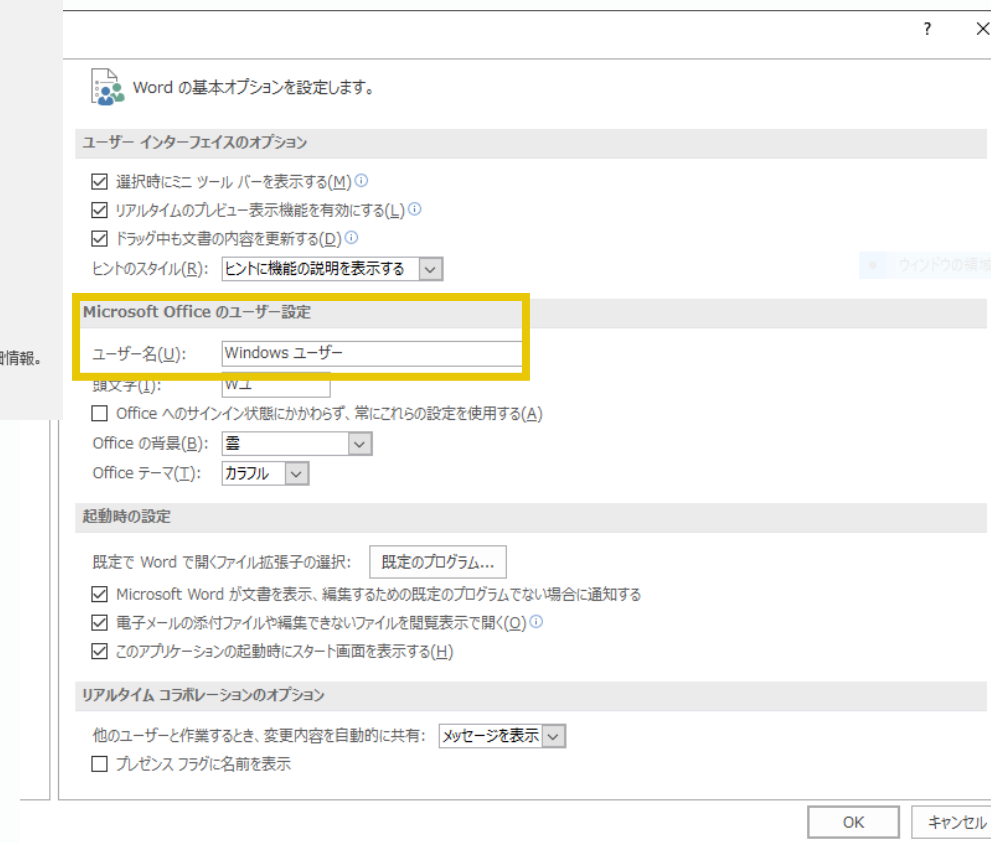 ?
Word の基本オプションを設定します。
ユーザー インターフェイスのオプション
選択時にミニ ツール バーを表示する(M)
リアルタイムのプレビュー表示機能を有効にする(L)
ドラッグ中も文書の内容を更新する(D)
ヒントのスタイル(R): ヒントに機能の説明を表示する
ウィンドウの領域
Microsoft Office のユーザー設定
ユーザー名(U): Windows ユーザー
細情報。
頭文字(I): Wユ
Office へのサインイン状態にかかわらず、常にこれらの設定を使用する(A)
Office の背景(B): 雲
Office テーマ(T): カラフル
起動時の設定
既定で Word で開くファイル拡張子の選択: 既定のプログラム...
Microsoft Word が文書を表示、編集するための既定のプログラムでない場合に通知する
電子メールの添付ファイルや編集できないファイルを閲覧表示で開く(O)
このアプリケーションの起動時にスタート画面を表示する(H)
リアルタイム コラボレーションのオプション
他のユーザーと作業するとき、変更内容を自動的に共有: メッセージを表示
プレゼンス フラグに名前を表示
OK キャンセル